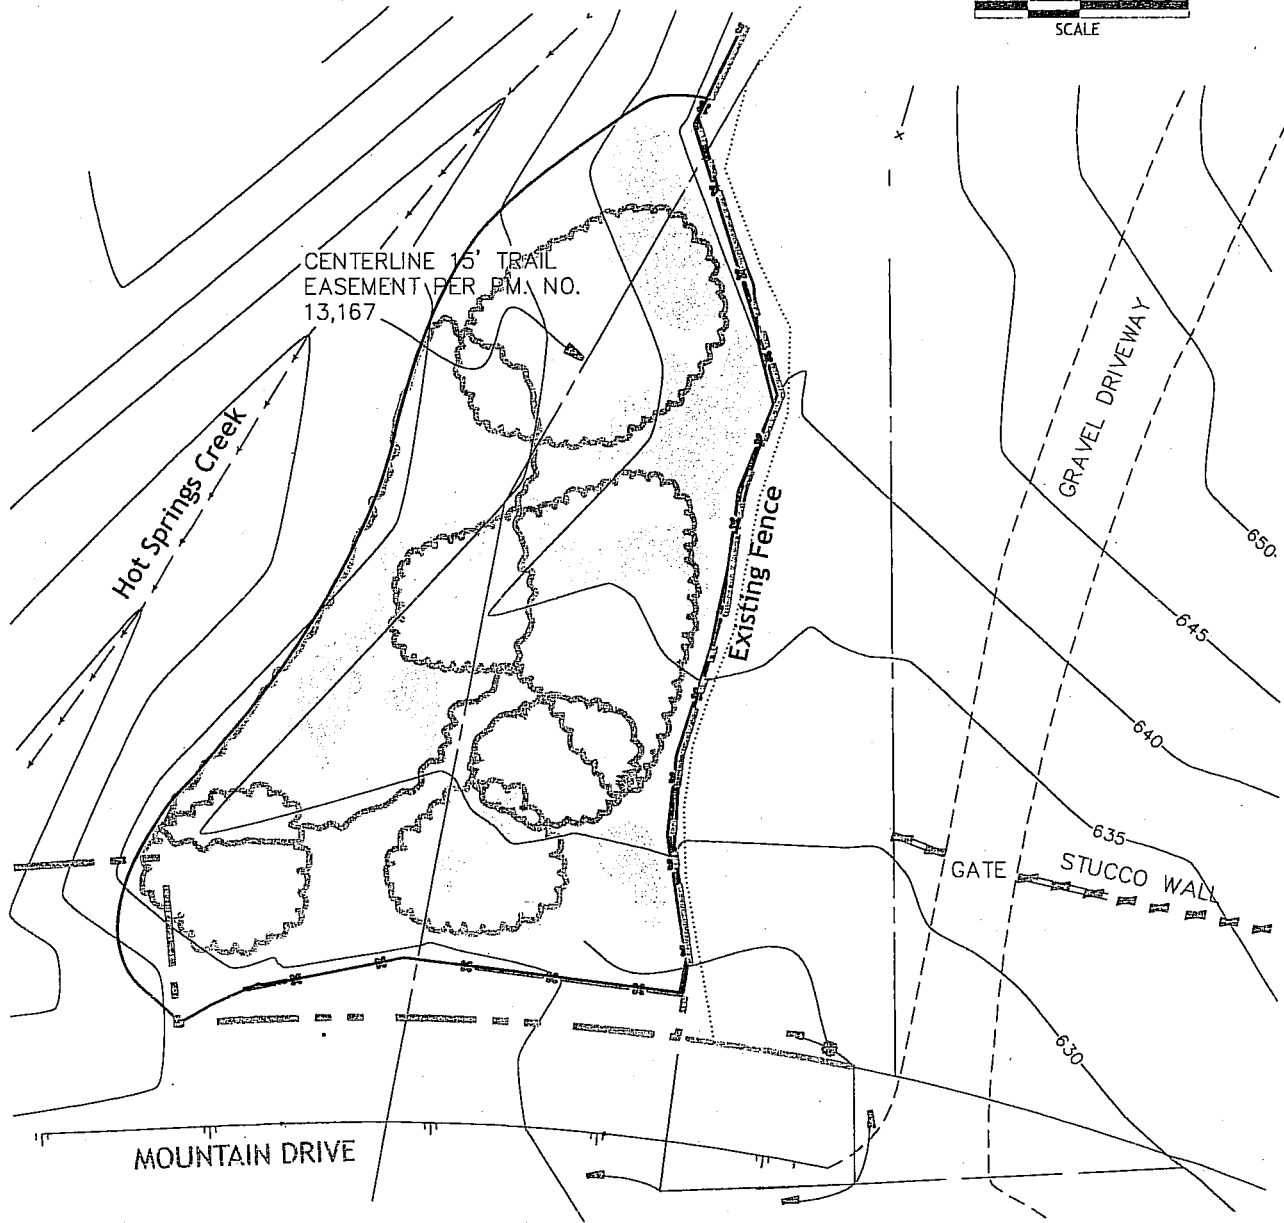 SCALE
CENTERLINE 15' TRAIL
EASEMENT PER PM. NO.
13,167
GRAVEL DRIVEWAY
Hot Springs Creek
Existing Fence
650
645
640
635
GATE
STUCCO WALL
630
MOUNTAIN DRIVE